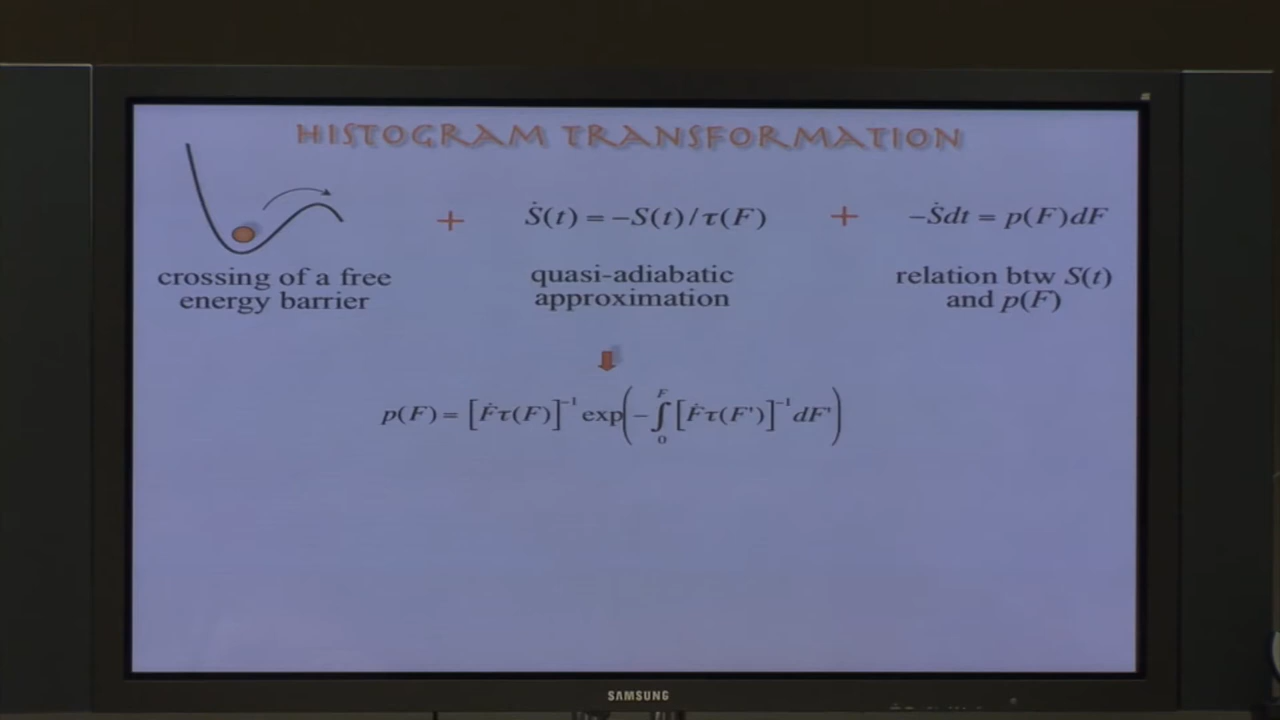 HISTOGRAM TRANSFORMATION
+ Ṡ(t) = −S(t)/τ(F) + −Ṡdt = p(F)dF
crossing of a free
energy barrier
quasi-adiabatic
approximation
relation btw S(t)
and p(F)
p(F) = [Ḟτ(F)]⁻¹ exp(−∫₀ᶠ [Ḟτ(F')]⁻¹ dF')
SAMSUNG